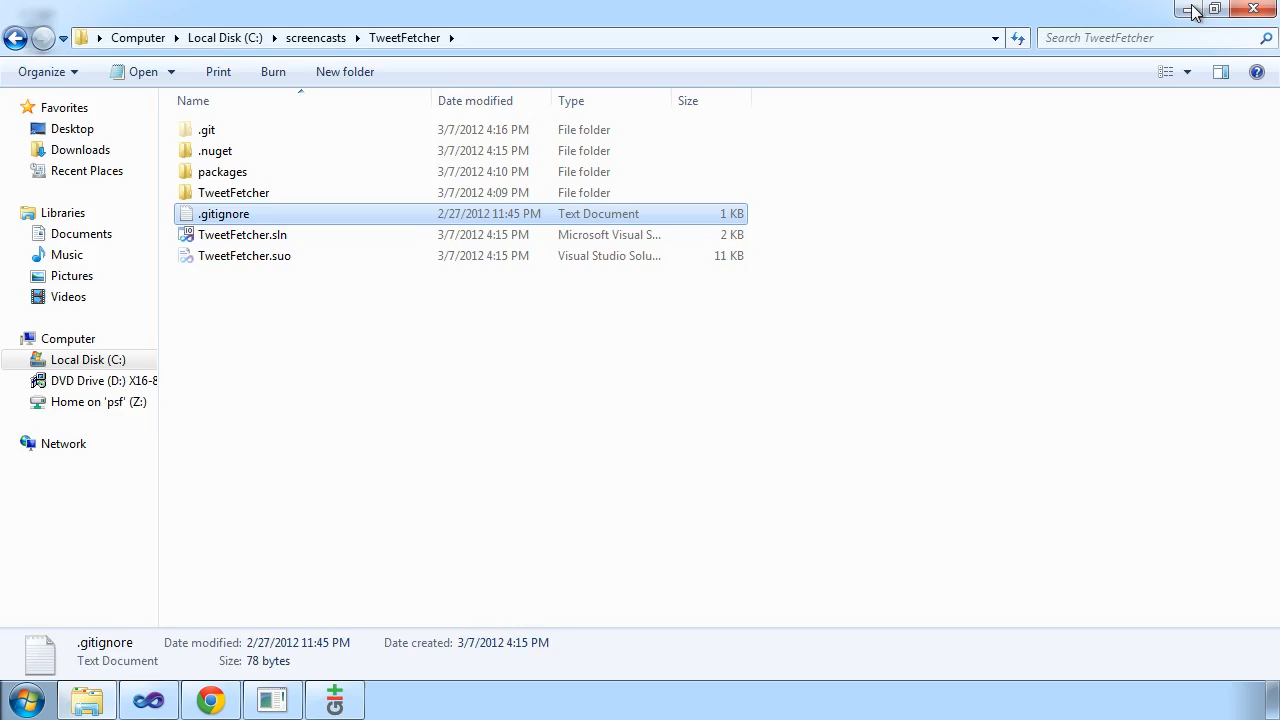 Computer Local Disk (C:) screencasts TweetFetcher Search TweetFetcher
Organize Open Print Burn New folder
Favorites
Desktop
Downloads
Recent Places
Libraries
Documents
Music
Pictures
Videos
Computer
Local Disk (C:)
DVD Drive (D:) X16-8
Home on 'psf' (Z:)
Network
Name Date modified Type Size
.git 3/7/2012 4:16 PM File folder
.nuget 3/7/2012 4:15 PM File folder
packages 3/7/2012 4:10 PM File folder
TweetFetcher 3/7/2012 4:09 PM File folder
.gitignore 2/27/2012 11:45 PM Text Document 1 KB
TweetFetcher.sln 3/7/2012 4:15 PM Microsoft Visual S... 2 KB
TweetFetcher.suo 3/7/2012 4:15 PM Visual Studio Solu... 11 KB
.gitignore Date modified: 2/27/2012 11:45 PM Date created: 3/7/2012 4:15 PM
Text Document Size: 78 bytes